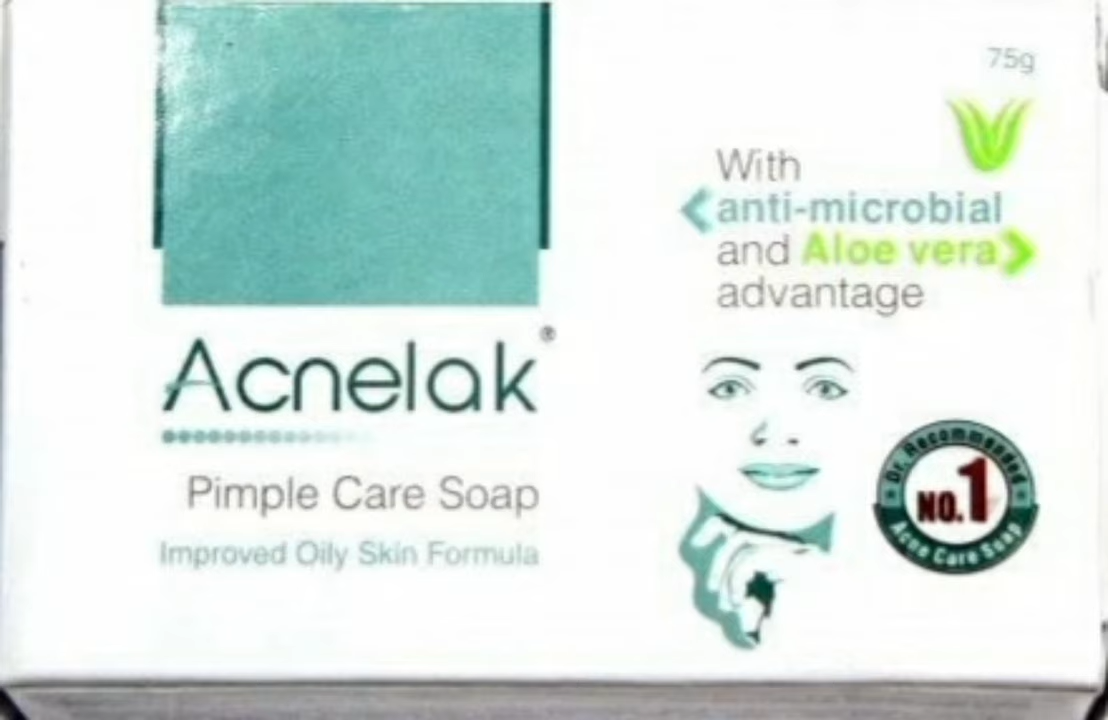 75g
With
anti-microbial
and Aloe vera
advantage
Acnelak®
Pimple Care Soap
Improved Oily Skin Formula
Dr. Recommended
NO.1
Acne Care Soap